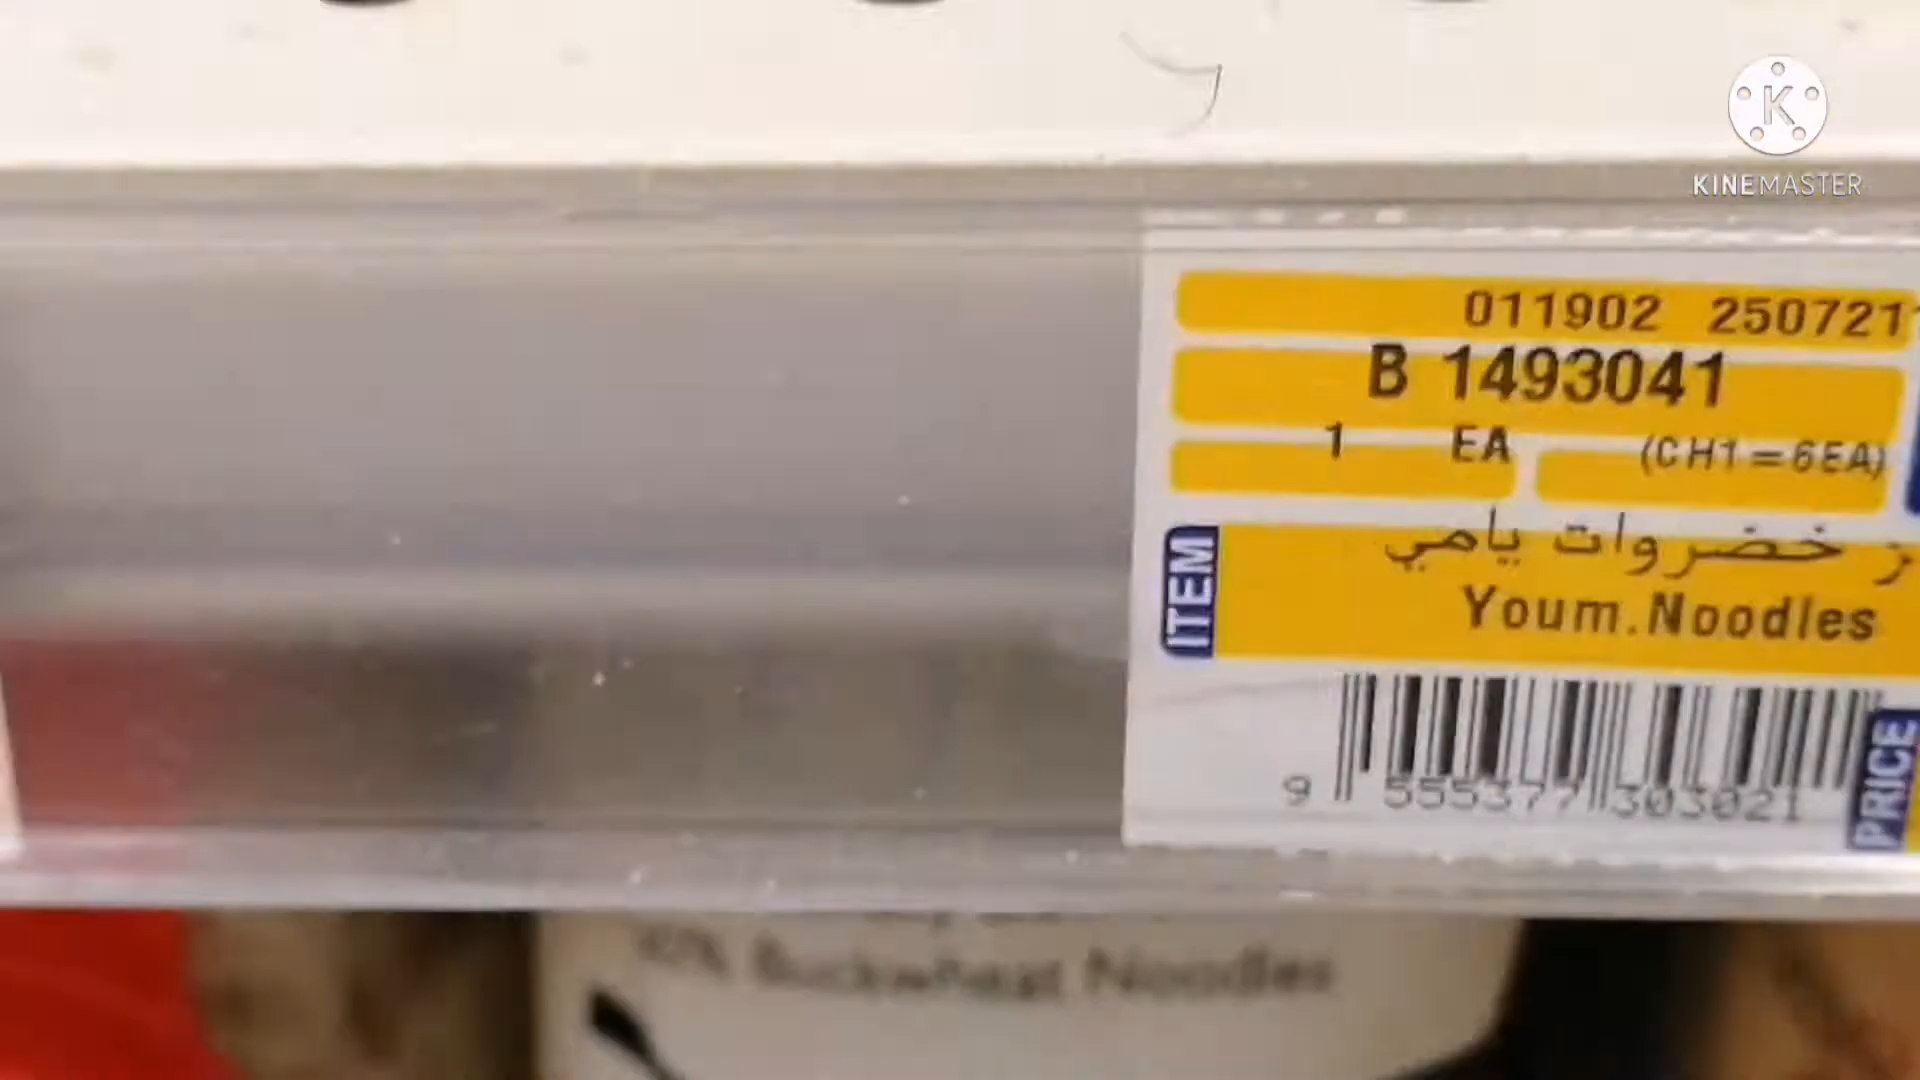 KINEMASTER
011902 250721
B 1493041
1 EA (CH1=6EA)
ز خضروات يامي
ITEM
Youm.Noodles
9 555377 303021
PRICE
Buckwheat Noodles